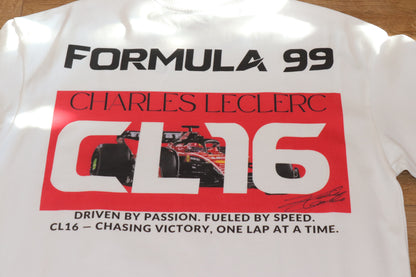 FORMULA 99
CHARLES LECLERC
CL16
DRIVEN BY PASSION. FUELED BY SPEED.
CL16 — CHASING VICTORY, ONE LAP AT A TIME.